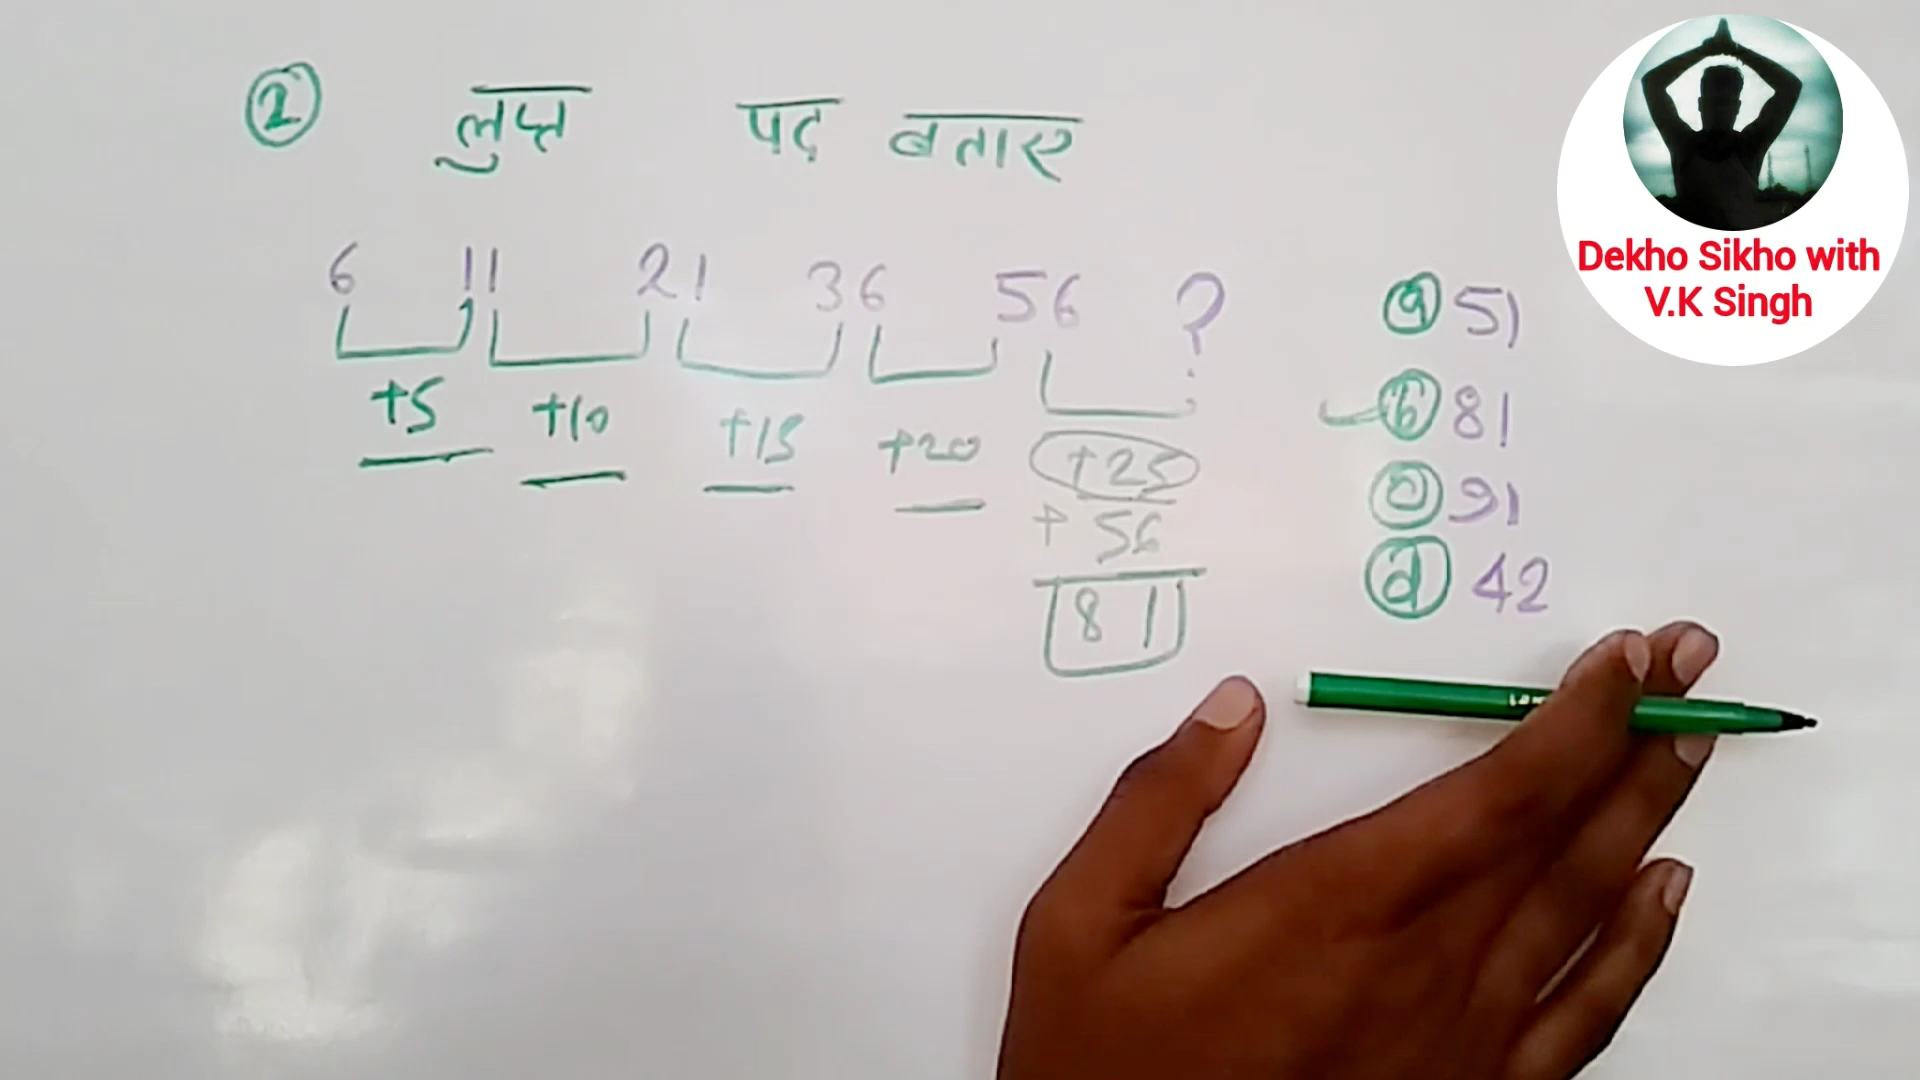 2 लुप्त पद बताए
6 11 21 36 56 ?
+5 +10 +15 +20 +25
+ 56
81
a 51
b 81
c 91
d 42
Dekho Sikho with
V.K Singh